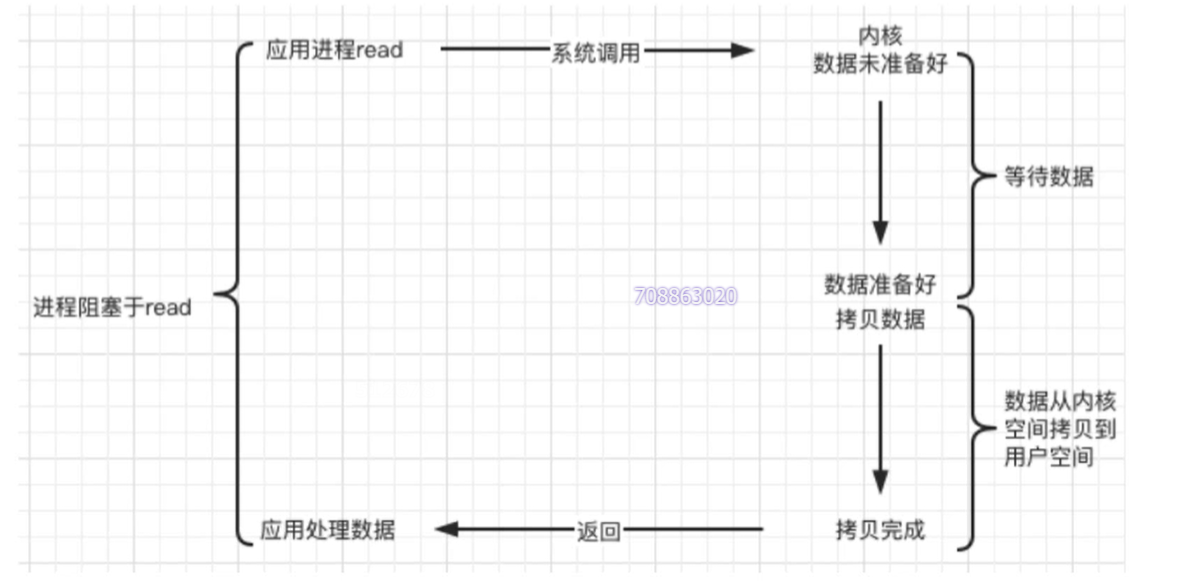 应用进程read
系统调用
内核
数据未准备好
等待数据
数据准备好
708863020
进程阻塞于read
拷贝数据
数据从内核
空间拷贝到
用户空间
应用处理数据
返回
拷贝完成